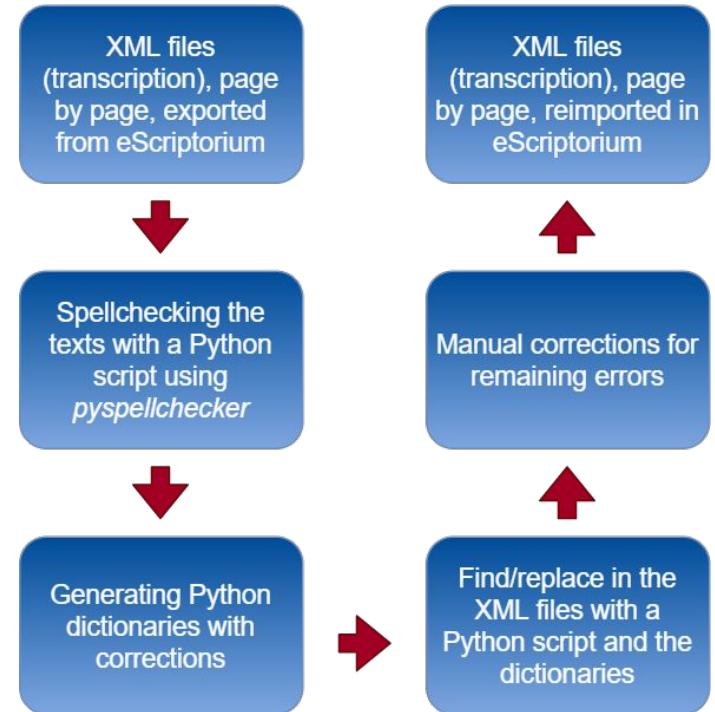 XML files
(transcription), page
by page, exported
from eScriptorium
Spellchecking the
texts with a Python
script using
pyspellchecker
Generating Python
dictionaries with
corrections
Find/replace in the
XML files with a
Python script and the
dictionaries
Manual corrections for
remaining errors
XML files
(transcription), page
by page, reimported in
eScriptorium